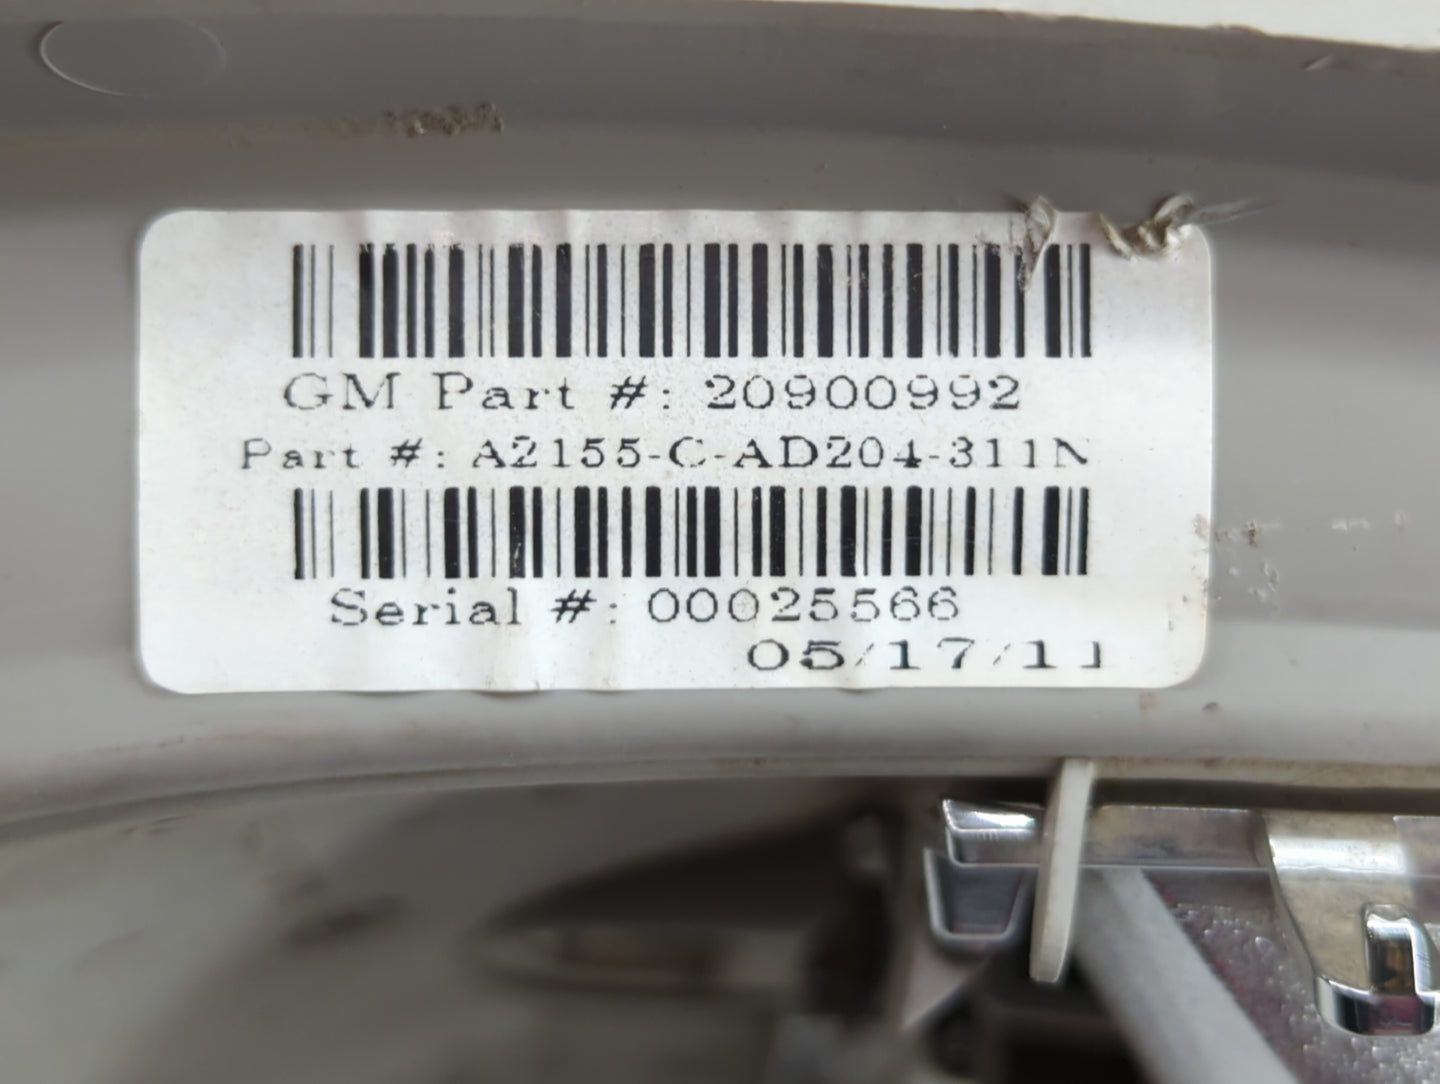 GM Part #: 20900992
Part #: A2155-C-AD204-311N
Serial #: 00025566
05/17/11